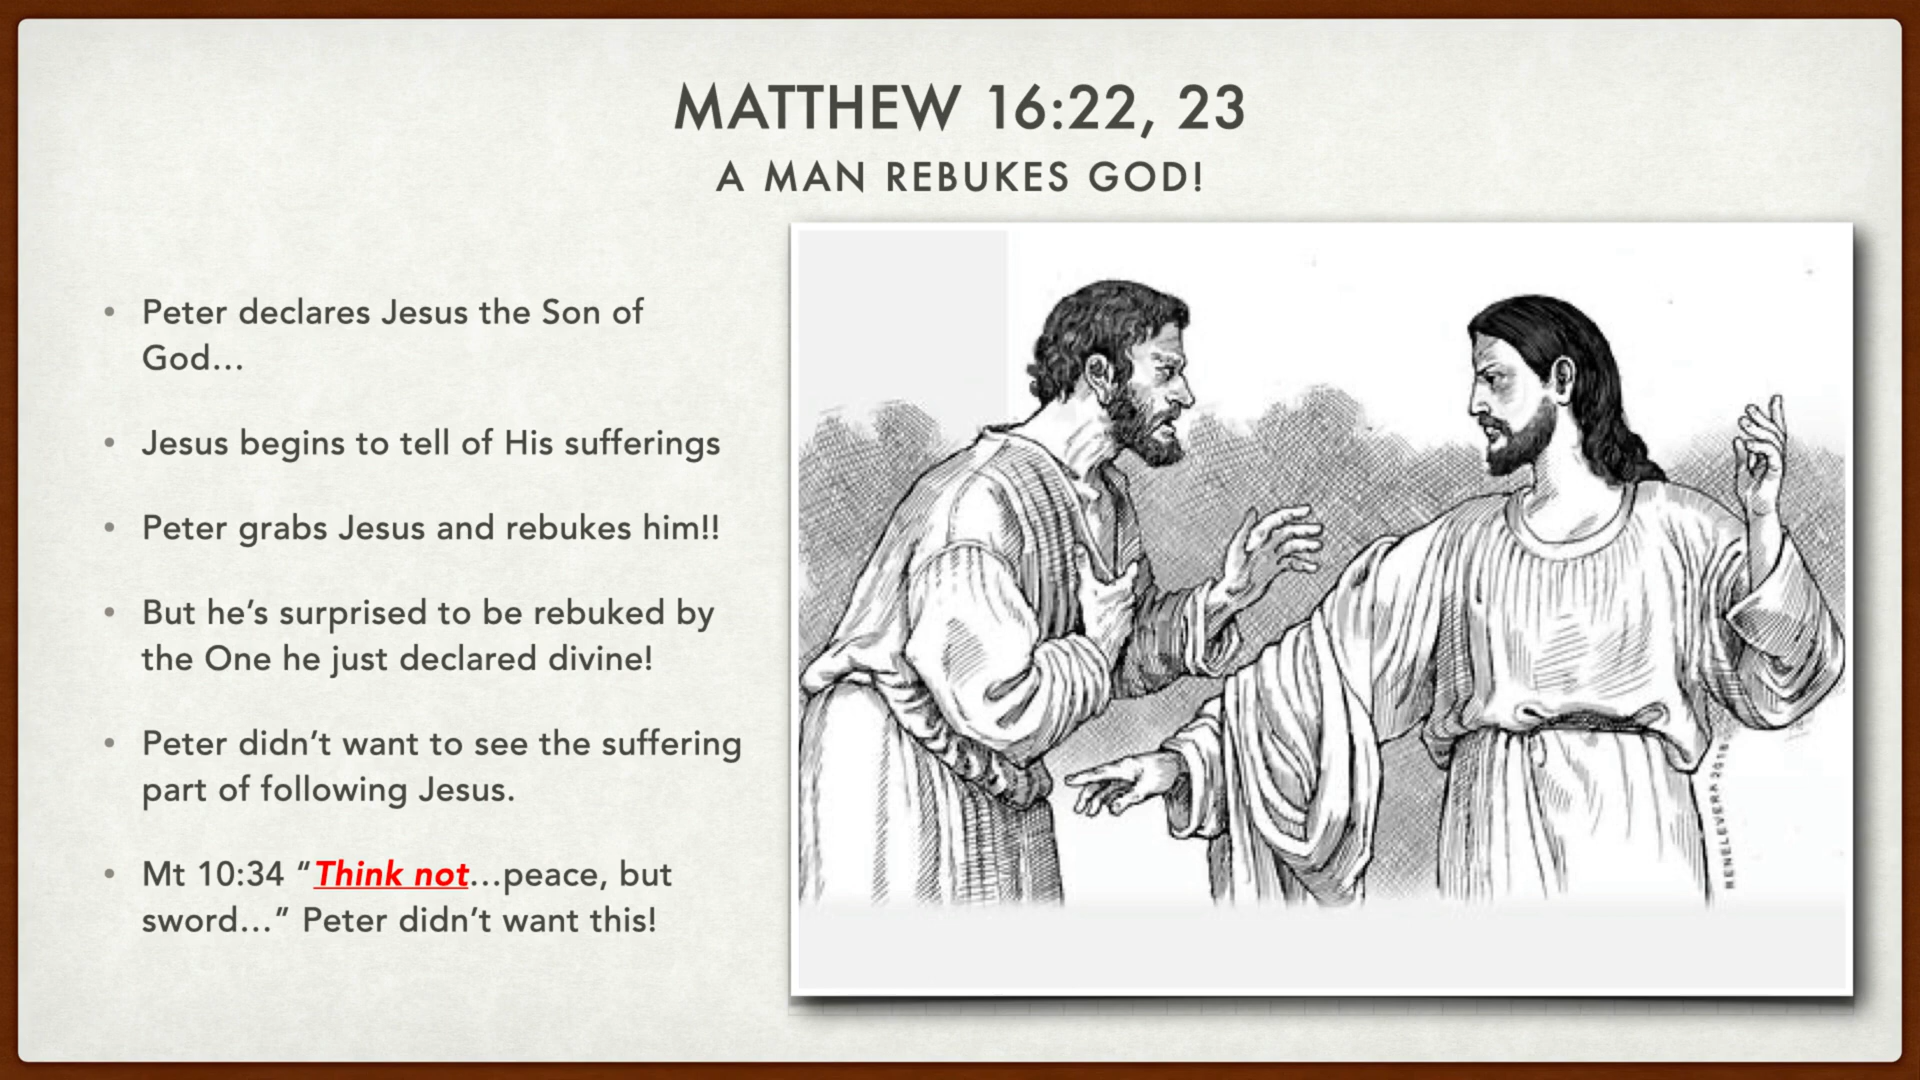 MATTHEW 16:22, 23
A MAN REBUKES GOD!
• Peter declares Jesus the Son of
God…
• Jesus begins to tell of His sufferings
• Peter grabs Jesus and rebukes him!!
• But he’s surprised to be rebuked by
the One he just declared divine!
• Peter didn’t want to see the suffering
part of following Jesus.
• Mt 10:34 “Think not…peace, but
sword…” Peter didn’t want this!
RENELEVERA 2018